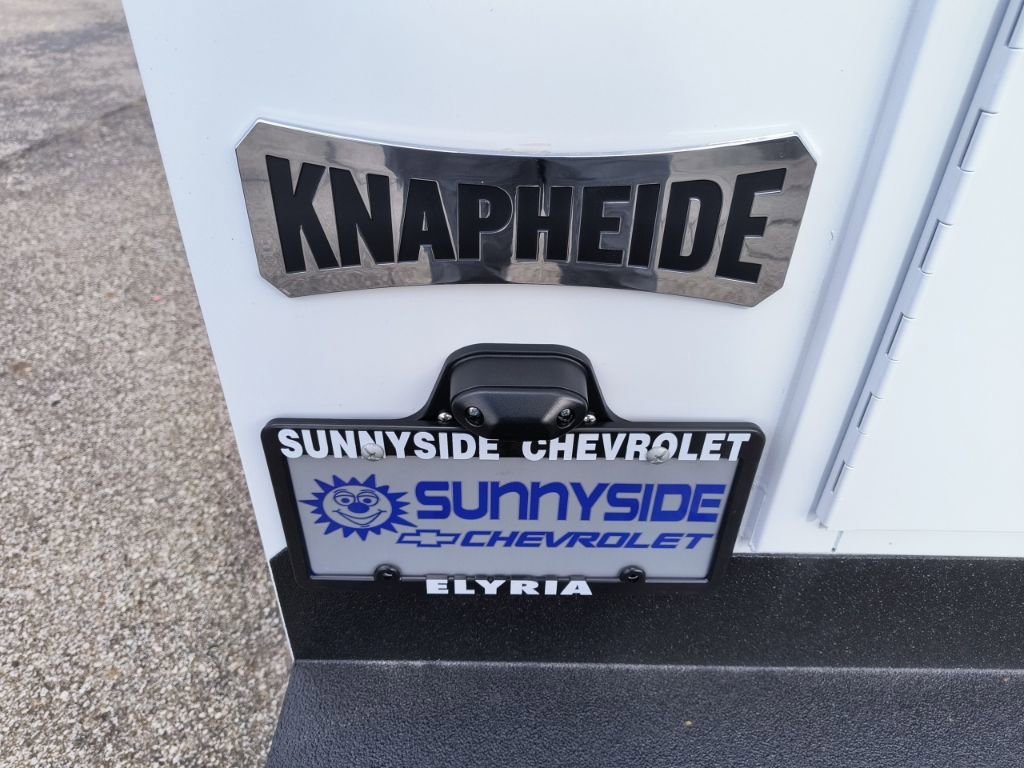 KNAPHEIDE
SUNNYSIDE CHEVROLET
SUNNYSIDE
CHEVROLET
ELYRIA